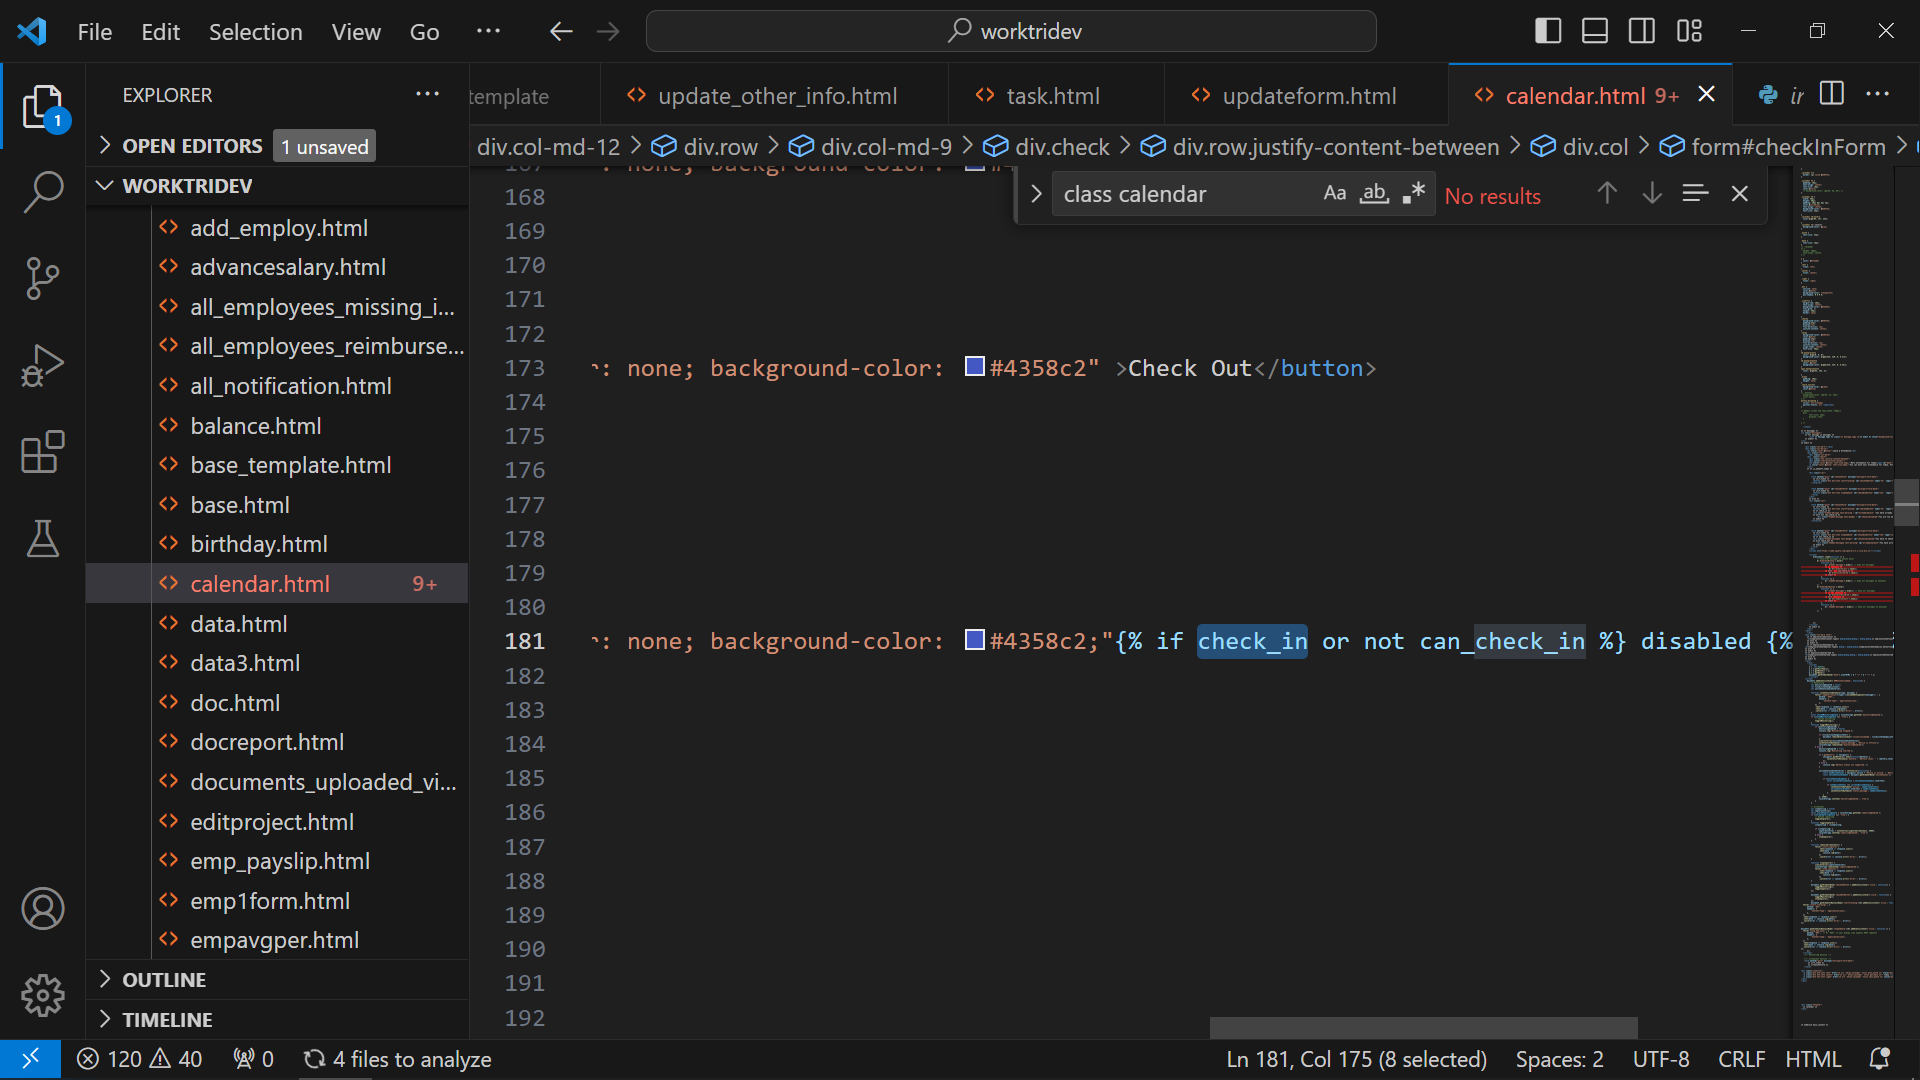 File Edit Selection View Go ··· worktridev
EXPLORER
OPEN EDITORS 1 unsaved
WORKTRIDEV
add_employ.html
advancesalary.html
all_employees_missing_i...
all_employees_reimburse...
all_notification.html
balance.html
base_template.html
base.html
birthday.html
calendar.html 9+
data.html
data3.html
doc.html
docreport.html
documents_uploaded_vi...
editproject.html
emp_payslip.html
emp1form.html
empavgper.html
OUTLINE
TIMELINE
template update_other_info.html task.html updateform.html calendar.html 9+ ir
div.col-md-12 > div.row > div.col-md-9 > div.check > div.row.justify-content-between > div.col > form#checkInForm >
class calendar Aa ab .* No results
167 none; background-color:
168
169
170
171
172
173 r: none; background-color: #4358c2" >Check Out</button>
174
175
176
177
178
179
180
181 r: none; background-color: #4358c2;"{% if check_in or not can_check_in %} disabled {%
182
183
184
185
186
187
188
189
190
191
192
1
120 40 0 4 files to analyze Ln 181, Col 175 (8 selected) Spaces: 2 UTF-8 CRLF HTML